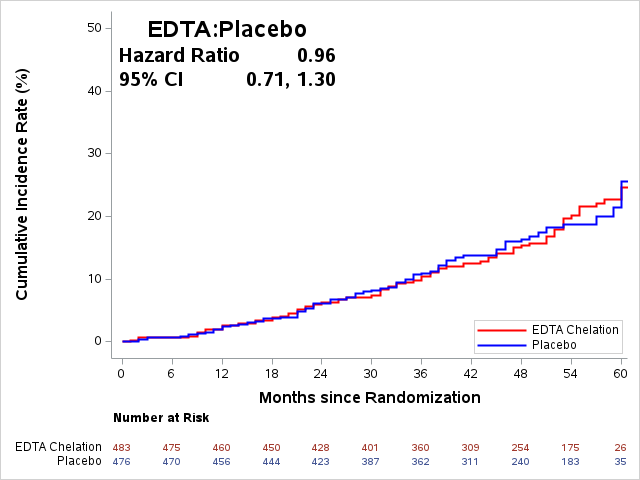 EDTA:Placebo
Hazard Ratio 0.96
95% CI 0.71, 1.30
Cumulative Incidence Rate (%)
50
40
30
20
10
0
EDTA Chelation
Placebo
0 6 12 18 24 30 36 42 48 54 60
Months since Randomization
Number at Risk
EDTA Chelation 483 475 460 450 428 401 360 309 254 175 26
Placebo 476 470 456 444 423 387 362 311 240 183 35